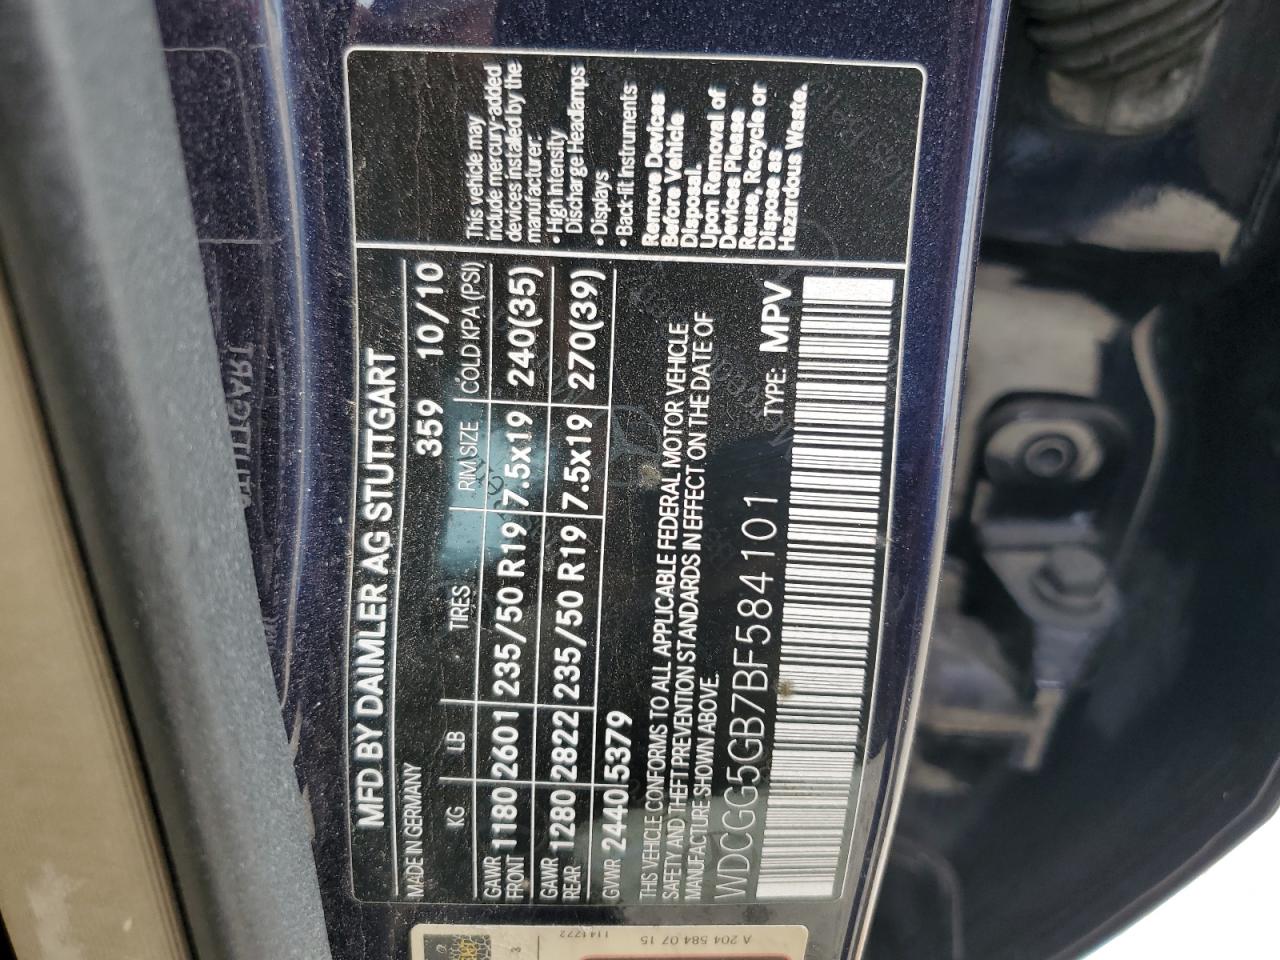 MFD BY DAIMLER AG STUTTGART
MADE IN GERMANY 359 10/10
KG LB TIRES RIM SIZE COLD KPA (PSI)
GAWR FRONT 1180 2601 235/50 R19 7.5x19 240(35)
GAWR REAR 1280 2822 235/50 R19 7.5x19 270(39)
GVWR 2440 5379
THIS VEHICLE CONFORMS TO ALL APPLICABLE FEDERAL MOTOR VEHICLE
SAFETY AND THEFT PREVENTION STANDARDS IN EFFECT ON THE DATE OF
MANUFACTURE SHOWN ABOVE.
WDCGG5GB7BF584101 TYPE: MPV
This vehicle may
include mercury-added
devices installed by the
manufacturer:
• High Intensity
Discharge Headlamps
• Displays
• Back-fit Instruments
Remove Devices
Before Vehicle
Disposal.
Upon Removal of
Devices Please
Reuse, Recycle or
Dispose as
Hazardous Waste.
A 204 584 07 15
1141272